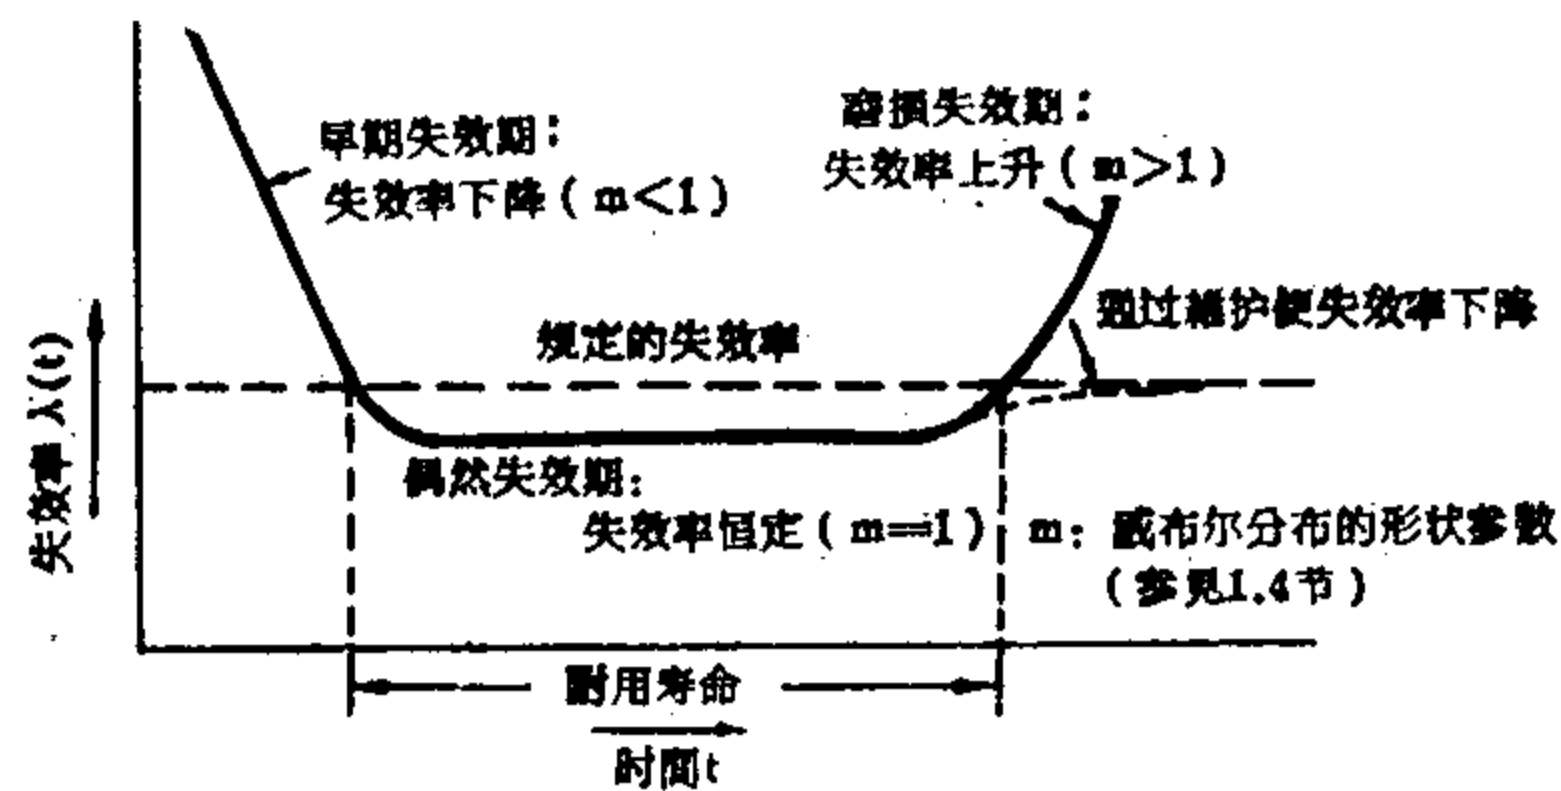 早期失效期:
失效率下降(m<1)
磨损失效期:
失效率上升(m>1)
通过维护使失效率下降
规定的失效率
失效率 λ(t)
偶然失效期:
失效率恒定(m=1)
m: 威布尔分布的形状参数
(参见1.4节)
耐用寿命
时间t